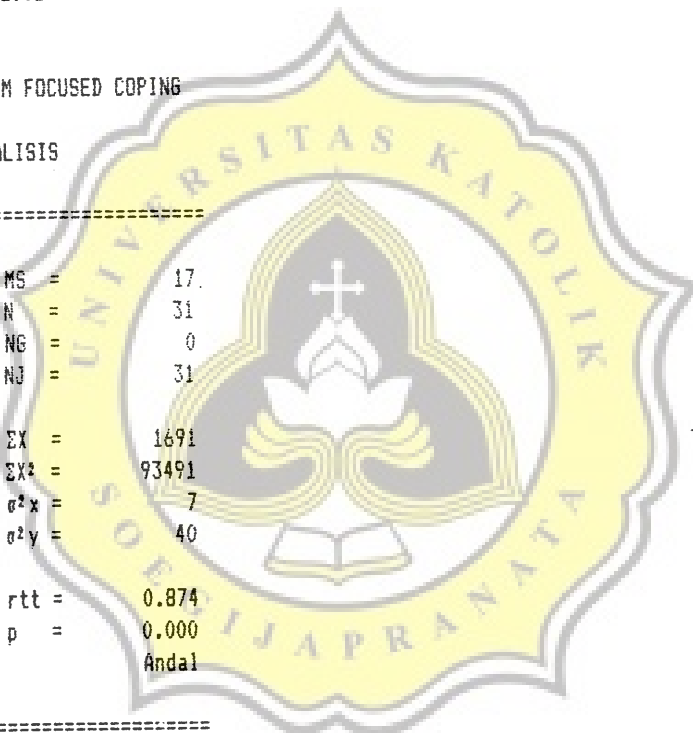 M FOCUSED COPING
ALISIS
====================
MS = 17
N = 31
NG = 0
NJ = 31
ΣX = 1691
ΣX² = 93491
σ²x = 7
σ²y = 40
rtt = 0.874
p = 0.000
Andal
====================
UNIVERSITAS KATOLIK
SOEGIJAPRANATA